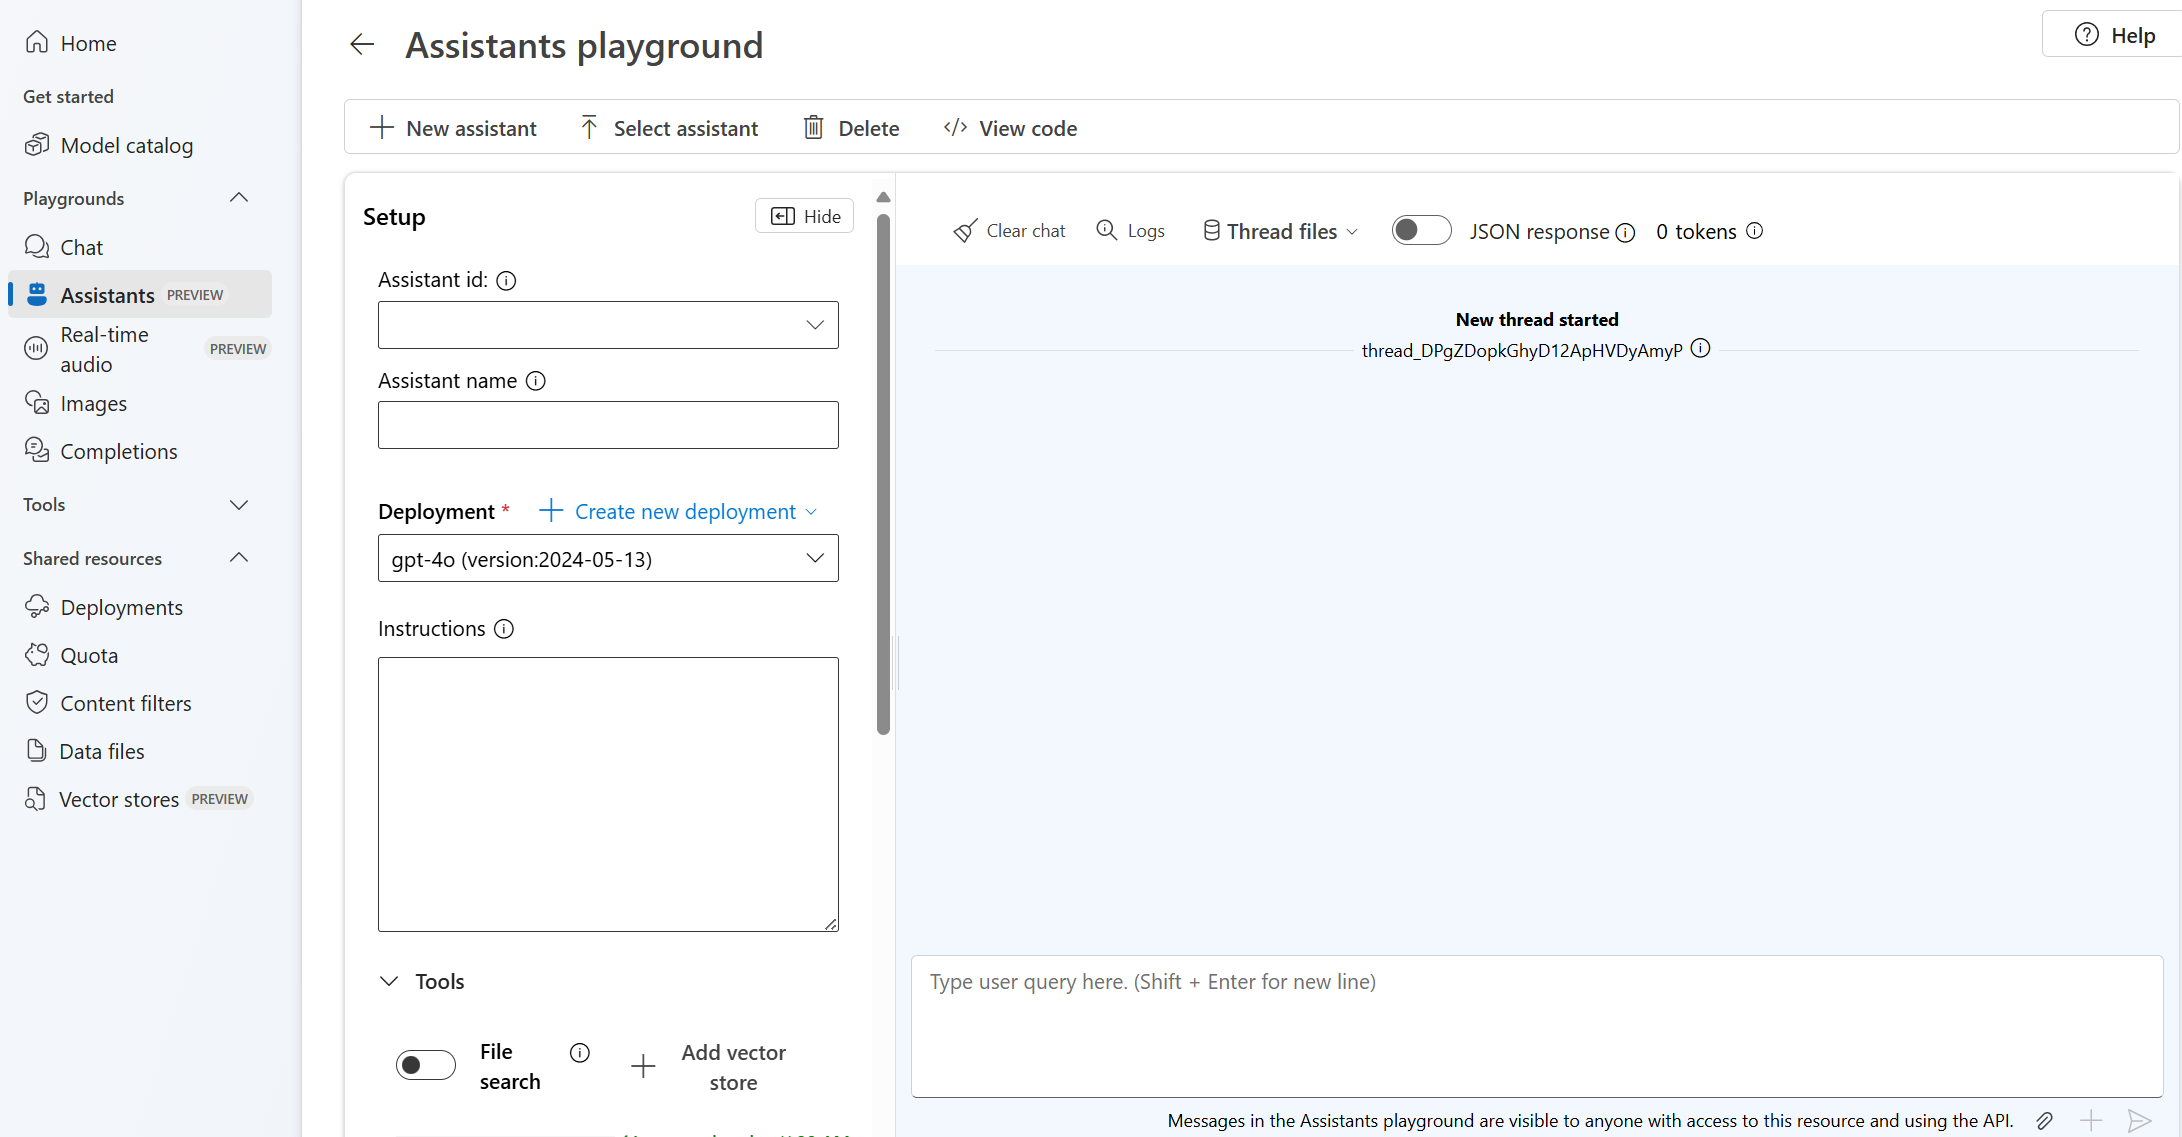 Home
Get started
Model catalog
Playgrounds
Chat
Assistants PREVIEW
Real-time
audio
PREVIEW
Images
Completions
Tools
Shared resources
Deployments
Quota
Content filters
Data files
Vector stores PREVIEW
Assistants playground
Help
New assistant
Select assistant
Delete
</> View code
Setup
Hide
Assistant id:
Assistant name
Deployment *
Create new deployment
gpt-4o (version:2024-05-13)
Instructions
Tools
File
search
Add vector
store
Clear chat
Logs
Thread files
JSON response
0 tokens
New thread started
thread_DPgZDopkGhyD12ApHVDyAmyP
Type user query here. (Shift + Enter for new line)
Messages in the Assistants playground are visible to anyone with access to this resource and using the API.